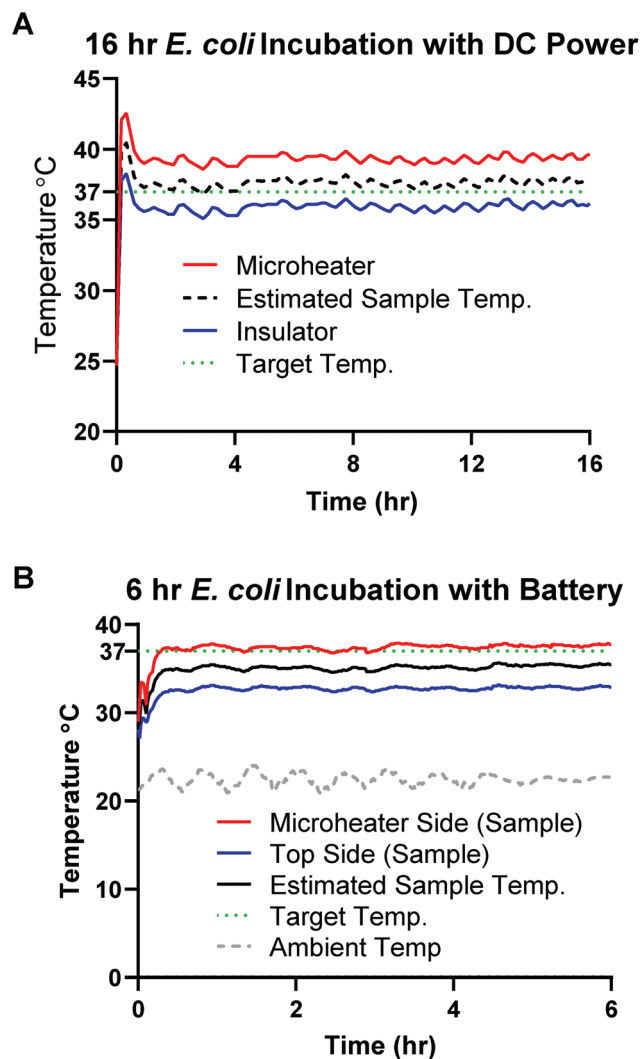 A
16 hr E. coli Incubation with DC Power
45
40
37
35
30
25
20
Temperature °C
Microheater
Estimated Sample Temp.
Insulator
Target Temp.
0 4 8 12 16
Time (hr)
B
6 hr E. coli Incubation with Battery
40
37
30
20
10
0
Temperature °C
Microheater Side (Sample)
Top Side (Sample)
Estimated Sample Temp.
Target Temp.
Ambient Temp
0 2 4 6
Time (hr)